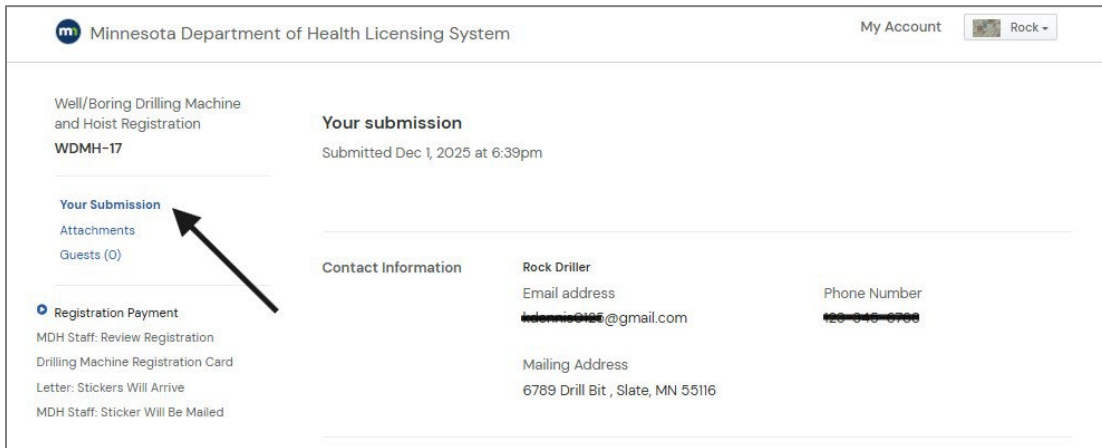 m
Minnesota Department of Health Licensing System
My Account
Rock
Well/Boring Drilling Machine
and Hoist Registration
WDMH-17
Your Submission
Attachments
Guests (0)
Registration Payment
MDH Staff: Review Registration
Drilling Machine Registration Card
Letter: Stickers Will Arrive
MDH Staff: Sticker Will Be Mailed
Your submission
Submitted Dec 1, 2025 at 6:39pm
Contact Information
Rock Driller
Email address
@gmail.com
Phone Number
Mailing Address
6789 Drill Bit , Slate, MN 55116